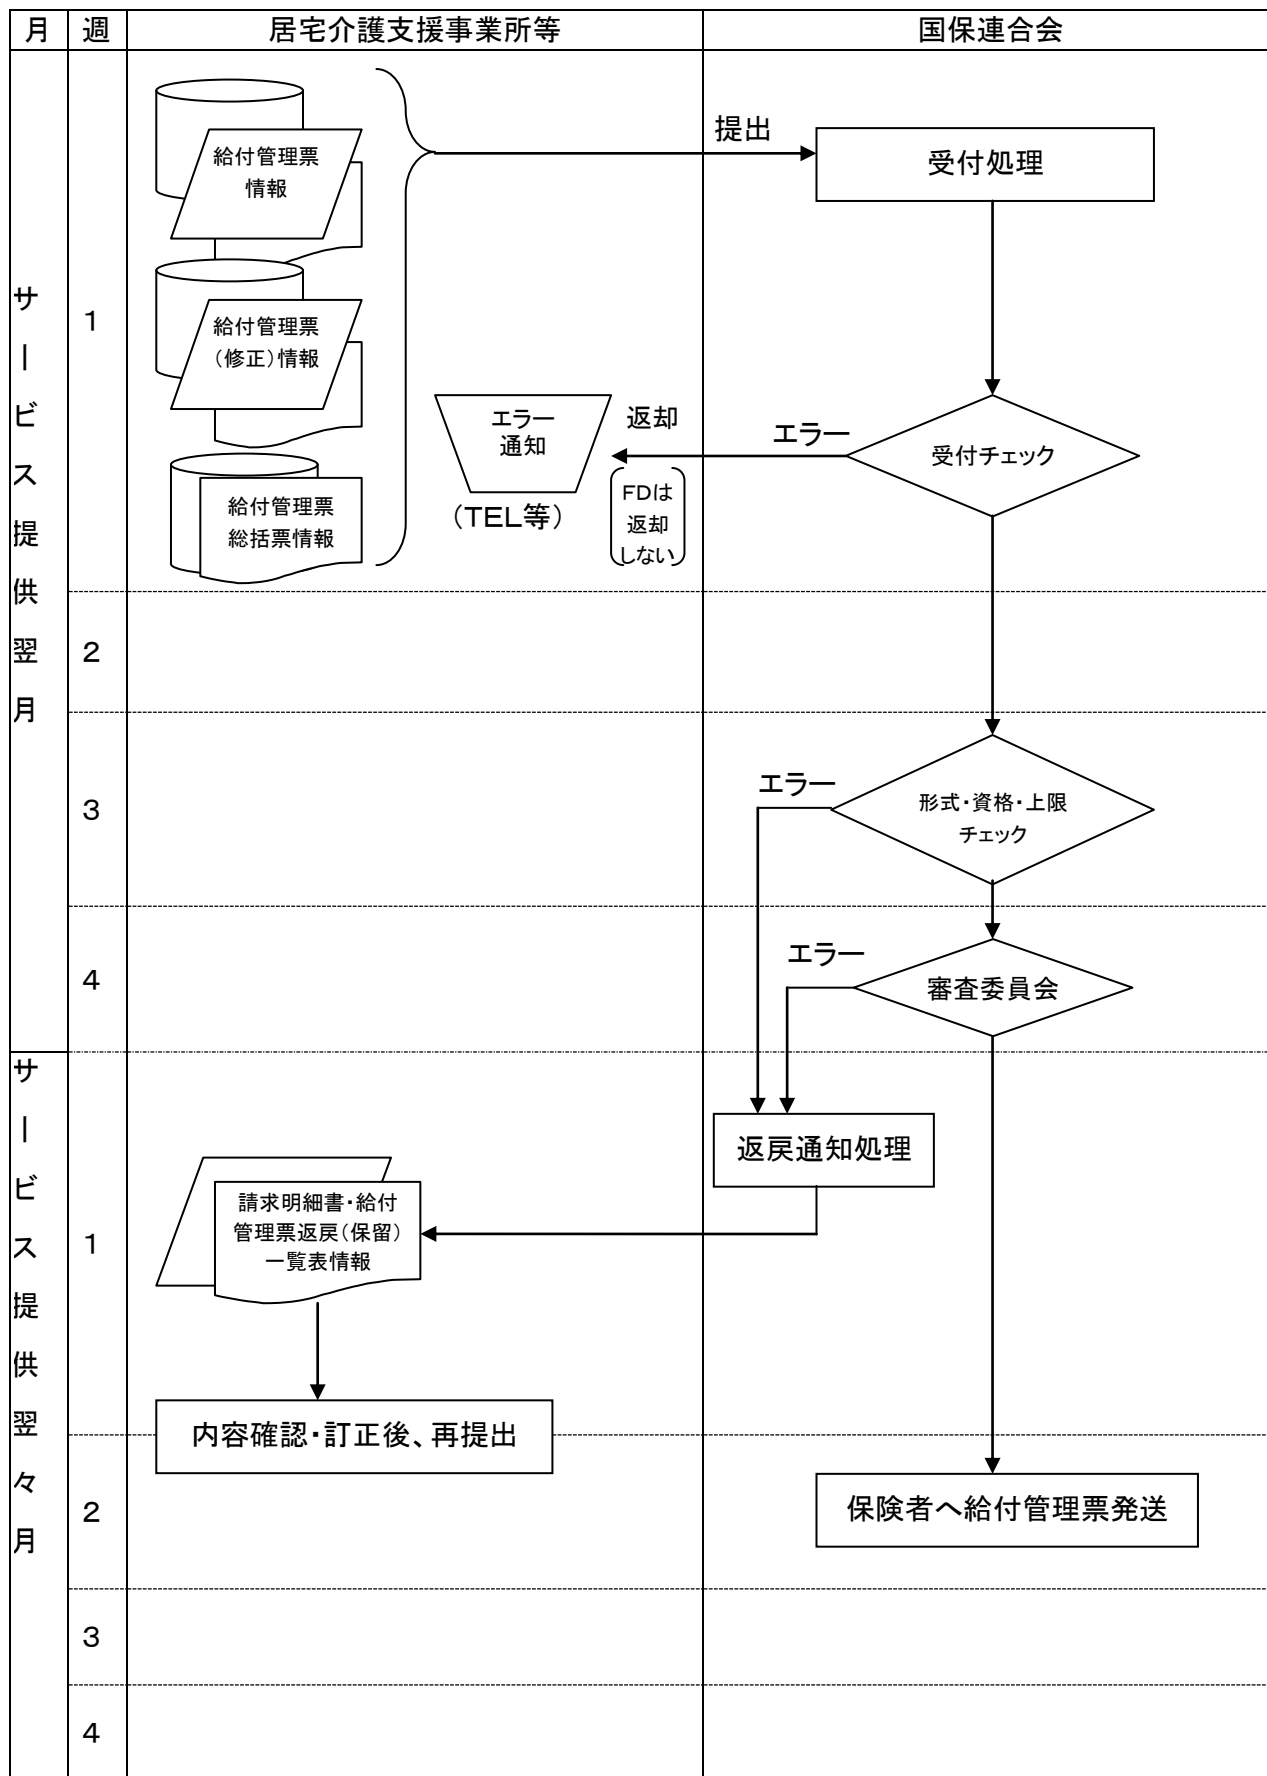 月
週
居宅介護支援事業所等
国保連合会
サービス提供翌月
1
給付管理票
情報
提出
受付処理
給付管理票
(修正)情報
エラー
通知
(TEL等)
返却
FDは
返却
しない
エラー
受付チェック
給付管理票
総括票情報
2
3
エラー
形式・資格・上限
チェック
4
エラー
審査委員会
サービス提供翌々月
1
返戻通知処理
請求明細書・給付
管理票返戻(保留)
一覧表情報
内容確認・訂正後、再提出
2
保険者へ給付管理票発送
3
4